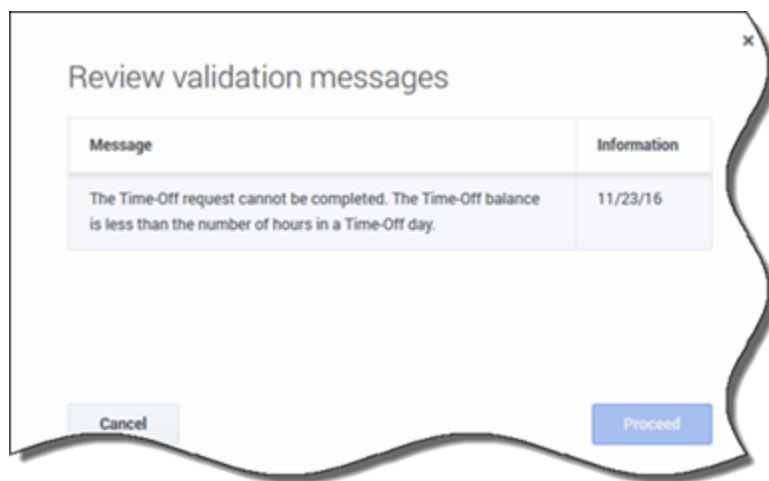 ×
Review validation messages
Message Information
The Time-Off request cannot be completed. The Time-Off balance 11/23/16
is less than the number of hours in a Time-Off day.
Cancel Proceed